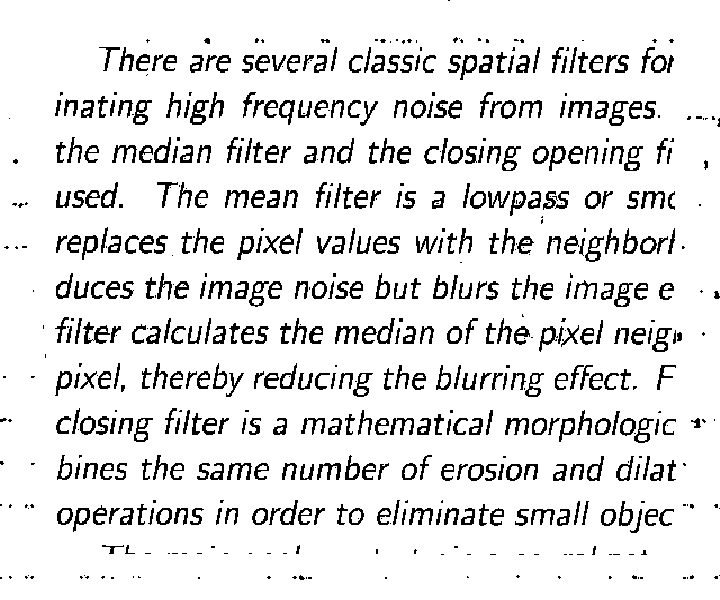 There are several classic spatial filters for
inating high frequency noise from images.
the median filter and the closing opening fi
used. The mean filter is a lowpass or smo
replaces the pixel values with the neighbor
duces the image noise but blurs the image e
filter calculates the median of the pixel neig
pixel, thereby reducing the blurring effect. F
closing filter is a mathematical morphologic
bines the same number of erosion and dilat
operations in order to eliminate small objec